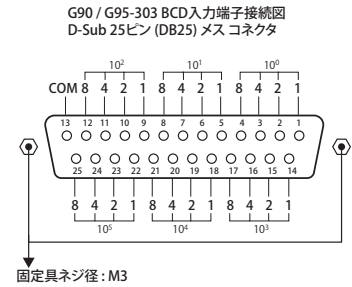 G90 / G95-303 BCD入力端子接続図
D-Sub 25ピン (DB25) メス コネクタ
10² 10¹ 10⁰
COM 8 4 2 1 8 4 2 1 8 4 2 1
13 12 11 10 9 8 7 6 5 4 3 2 1
25 24 23 22 21 20 19 18 17 16 15 14
8 4 2 1 8 4 2 1 8 4 2 1
10⁵ 10⁴ 10³
固定具ネジ径 : M3